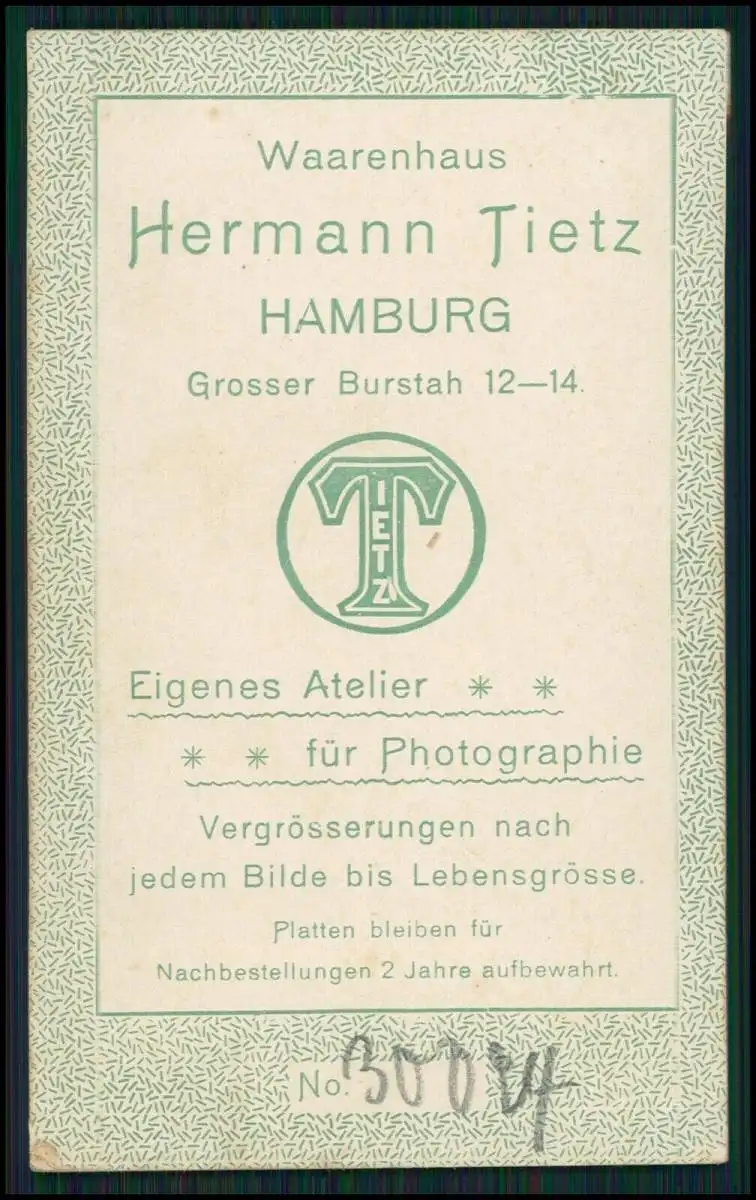 Waarenhaus
Hermann Tietz
HAMBURG
Grosser Burstah 12—14.
TIETZ
Eigenes Atelier * *
* * für Photographie
Vergrösserungen nach
jedem Bilde bis Lebensgrösse.
Platten bleiben für
Nachbestellungen 2 Jahre aufbewahrt.
No.